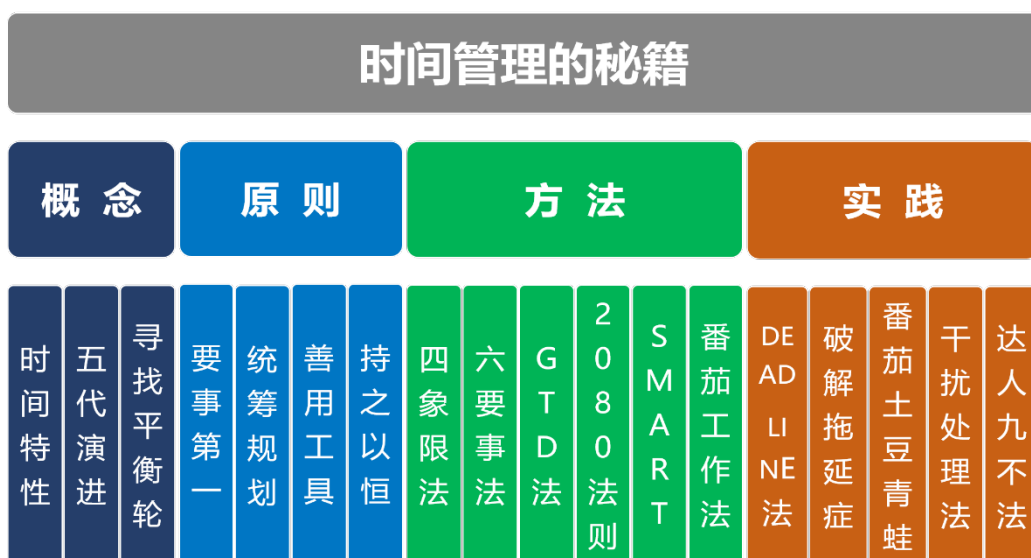 时间管理的秘籍
概 念
原 则
方 法
实 践
时间特性
五代演进
寻找平衡轮
要事第一
统筹规划
善用工具
持之以恒
四象限法
六要事法
GTD法
2080法则
SMART
番茄工作法
DEADLINE法
破解拖延症
番茄土豆青蛙
干扰处理法
达人九不法